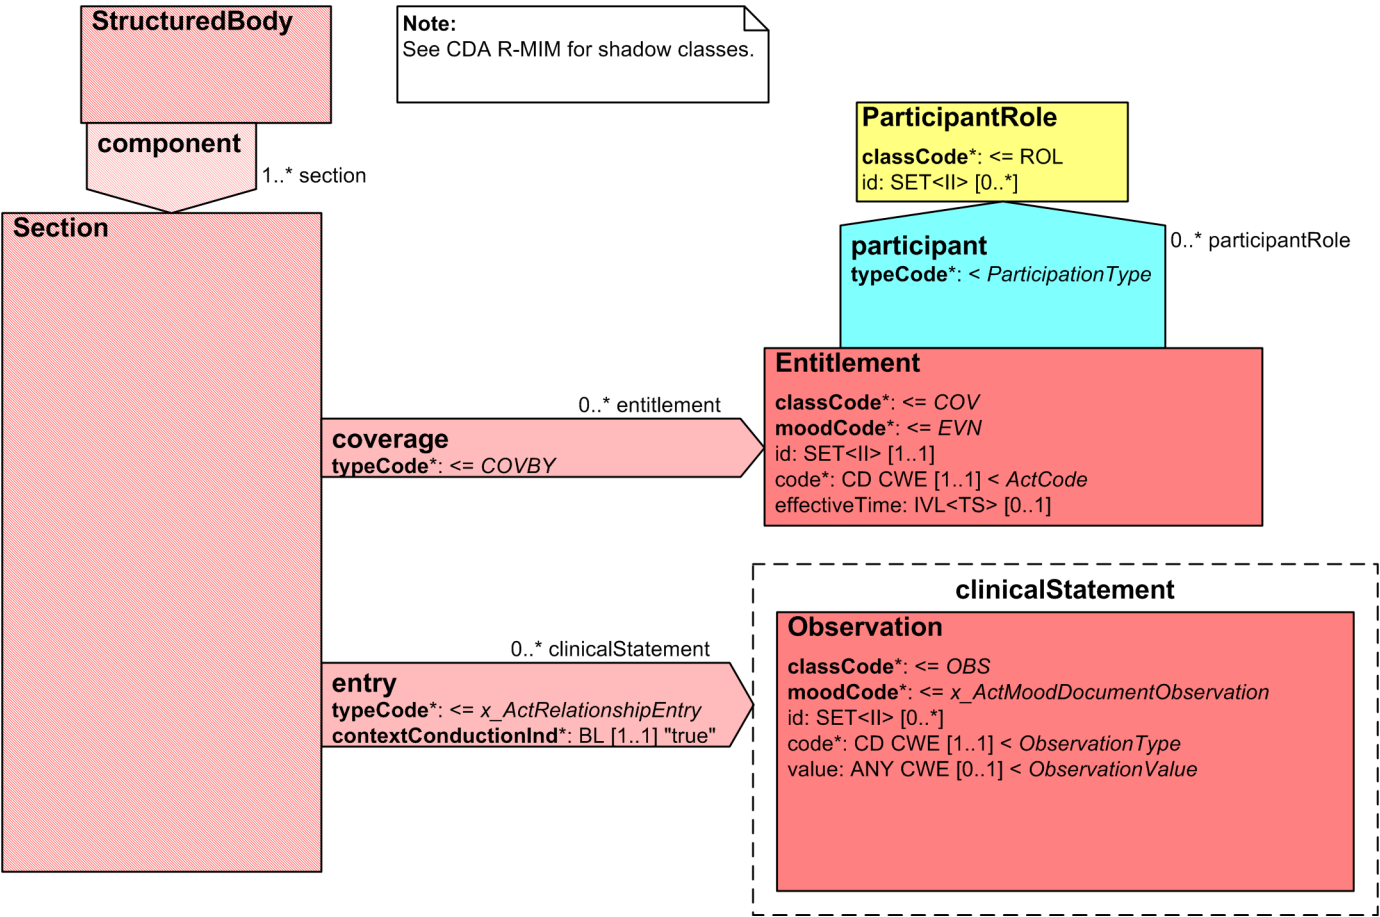 StructuredBody
Note:
See CDA R-MIM for shadow classes.
component
1..* section
Section
ParticipantRole
classCode*: <= ROL
id: SET<II> [0..*]
participant
typeCode*: < ParticipationType
0..* participantRole
Entitlement
classCode*: <= COV
moodCode*: <= EVN
id: SET<II> [1..1]
code*: CD CWE [1..1] < ActCode
effectiveTime: IVL<TS> [0..1]
0..* entitlement
coverage
typeCode*: <= COVBY
0..* clinicalStatement
entry
typeCode*: <= x_ActRelationshipEntry
contextConductionInd*: BL [1..1] "true"
clinicalStatement
Observation
classCode*: <= OBS
moodCode*: <= x_ActMoodDocumentObservation
id: SET<II> [0..*]
code*: CD CWE [1..1] < ObservationType
value: ANY CWE [0..1] < ObservationValue